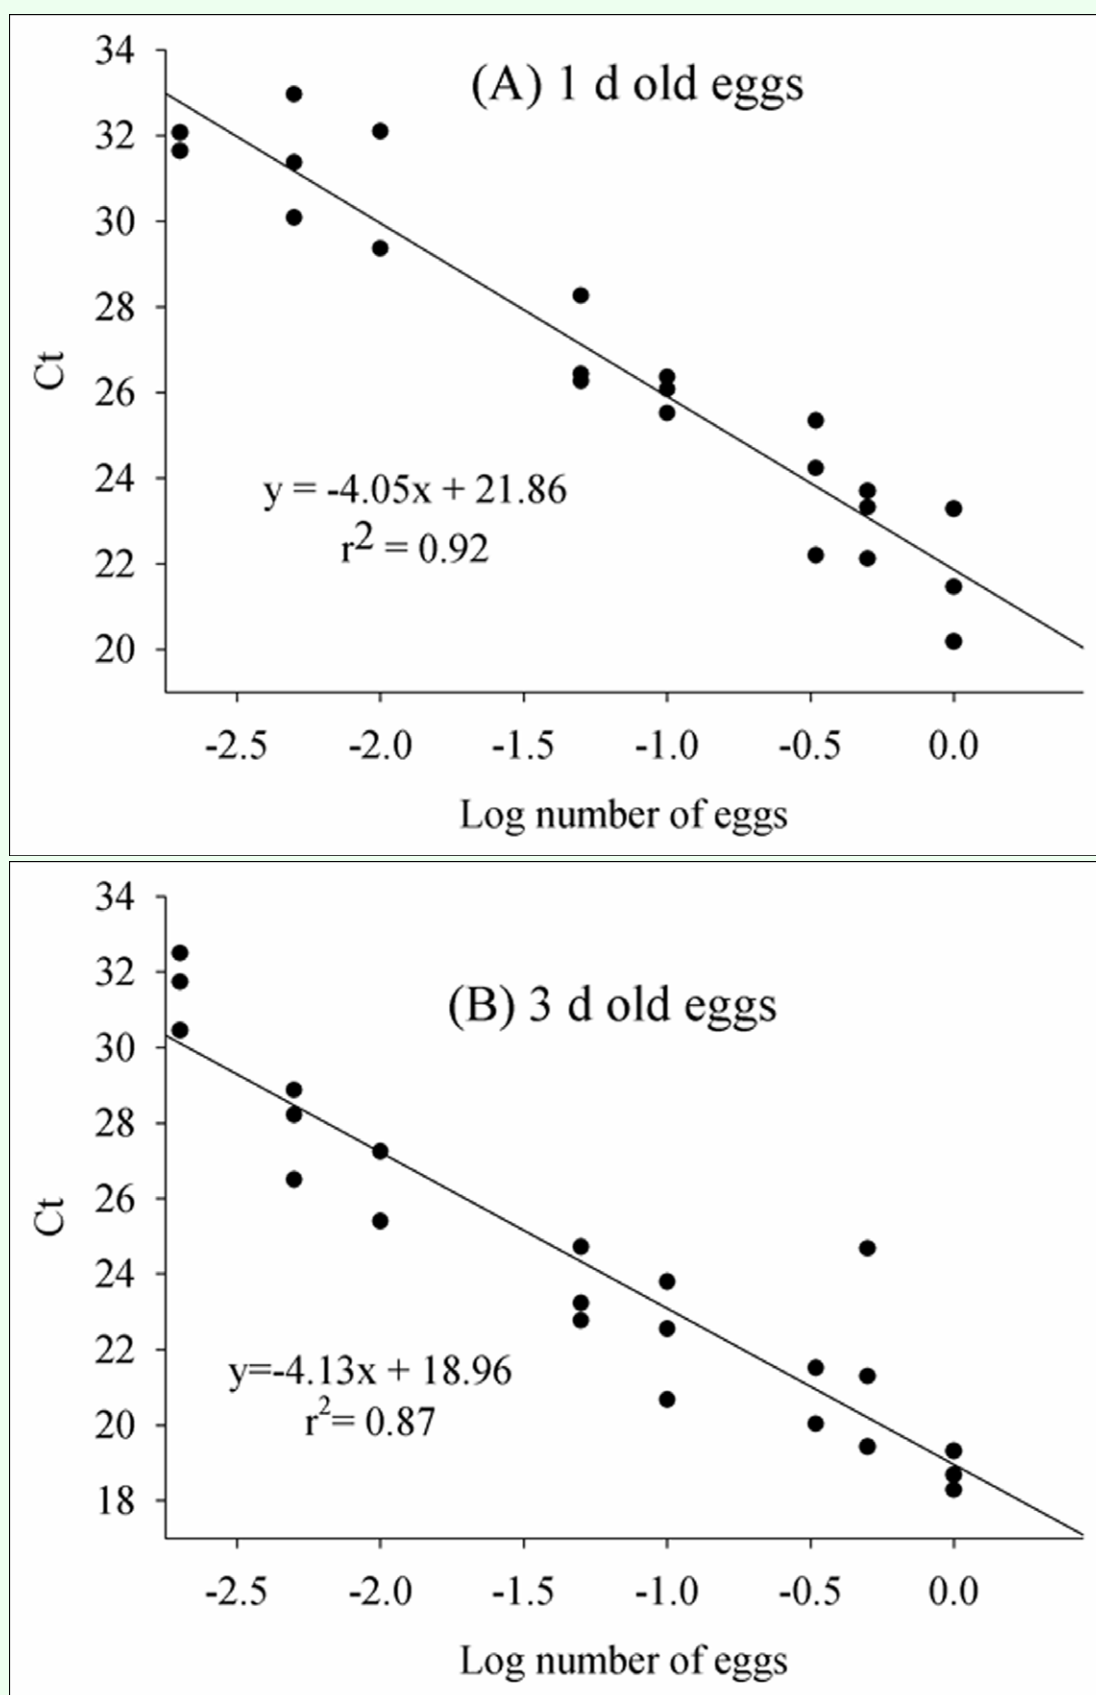 (A) 1 d old eggs
34
32
30
28
26
24
22
20
Ct
y = -4.05x + 21.86
r2 = 0.92
-2.5 -2.0 -1.5 -1.0 -0.5 0.0
Log number of eggs
(B) 3 d old eggs
34
32
30
28
26
24
22
20
18
Ct
y=-4.13x + 18.96
r²= 0.87
-2.5 -2.0 -1.5 -1.0 -0.5 0.0
Log number of eggs